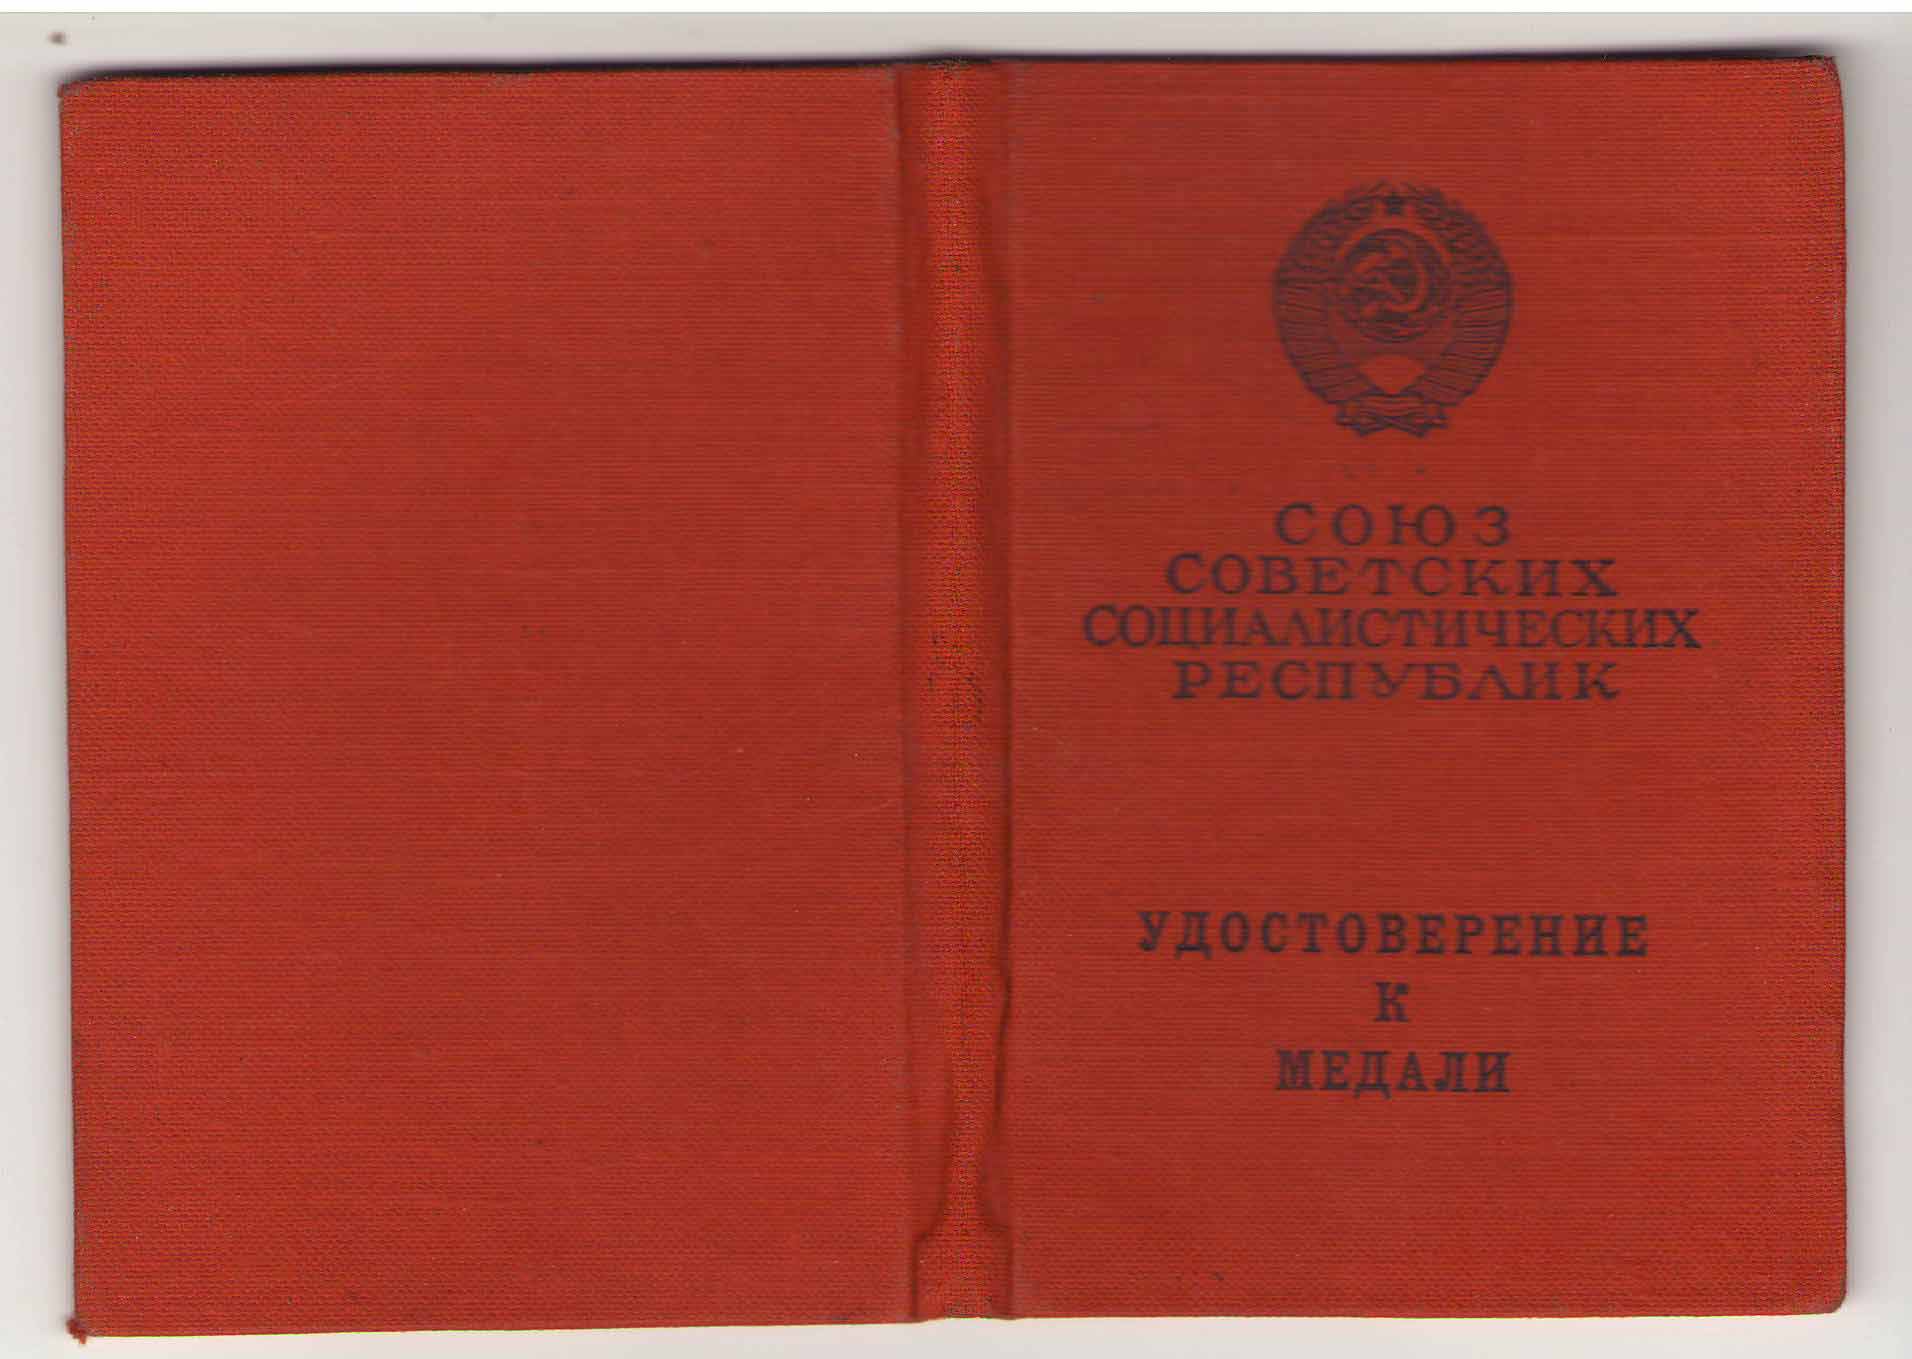 СОЮЗ
СОВЕТСКИХ
СОЦИАЛИСТИЧЕСКИХ
РЕСПУБЛИК
УДОСТОВЕРЕНИЕ
К
МЕДАЛИ